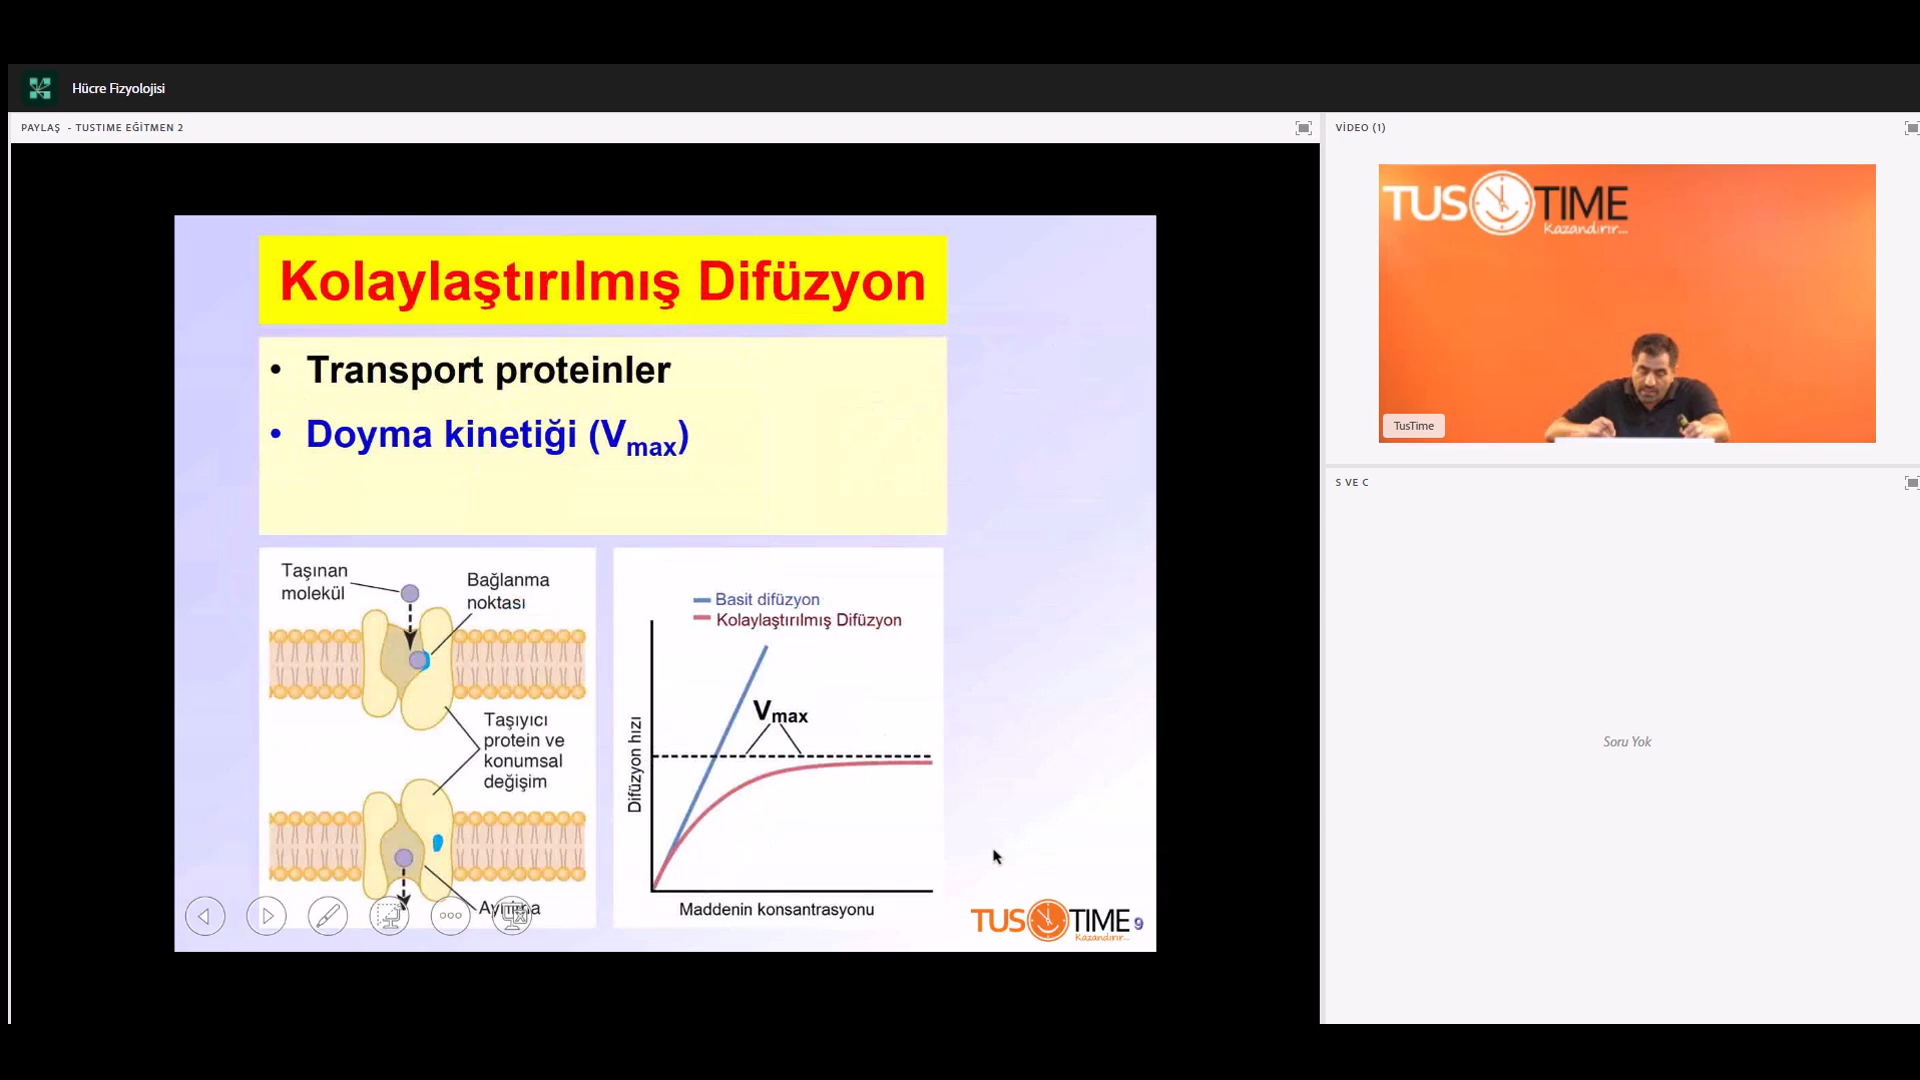 Hücre Fizyolojisi
PAYLAŞ - TUSTIME EĞİTMEN 2
Kolaylaştırılmış Difüzyon
• Transport proteinler
• Doyma kinetiği (Vmax)
Taşınan
molekül
Bağlanma
noktası
Taşıyıcı
protein ve
konumsal
değişim
Basit difüzyon
Kolaylaştırılmış Difüzyon
Vmax
Difüzyon hızı
Maddenin konsantrasyonu
TUS TIME 9
Kazandırır...
VİDEO (1)
TUS TIME
Kazandırır...
TusTime
S VE C
Soru Yok